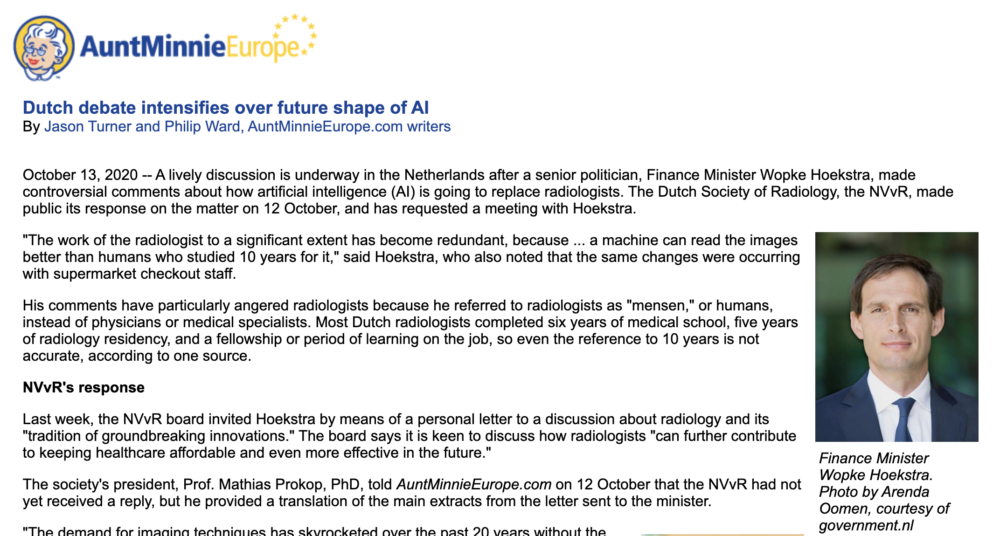 AuntMinnieEurope.com
Dutch debate intensifies over future shape of AI
By Jason Turner and Philip Ward, AuntMinnieEurope.com writers
October 13, 2020 -- A lively discussion is underway in the Netherlands after a senior politician, Finance Minister Wopke Hoekstra, made
controversial comments about how artificial intelligence (AI) is going to replace radiologists. The Dutch Society of Radiology, the NVvR, made
public its response on the matter on 12 October, and has requested a meeting with Hoekstra.
"The work of the radiologist to a significant extent has become redundant, because ... a machine can read the images
better than humans who studied 10 years for it," said Hoekstra, who also noted that the same changes were occurring
with supermarket checkout staff.
His comments have particularly angered radiologists because he referred to radiologists as "mensen," or humans,
instead of physicians or medical specialists. Most Dutch radiologists completed six years of medical school, five years
of radiology residency, and a fellowship or period of learning on the job, so even the reference to 10 years is not
accurate, according to one source.
NVvR's response
Last week, the NVvR board invited Hoekstra by means of a personal letter to a discussion about radiology and its
"tradition of groundbreaking innovations." The board says it is keen to discuss how radiologists "can further contribute
to keeping healthcare affordable and even more effective in the future."
The society's president, Prof. Mathias Prokop, PhD, told AuntMinnieEurope.com on 12 October that the NVvR had not
yet received a reply, but he provided a translation of the main extracts from the letter sent to the minister.
"The demand for imaging techniques has skyrocketed over the past 20 years without the
Finance Minister
Wopke Hoekstra.
Photo by Arenda
Oomen, courtesy of
government.nl